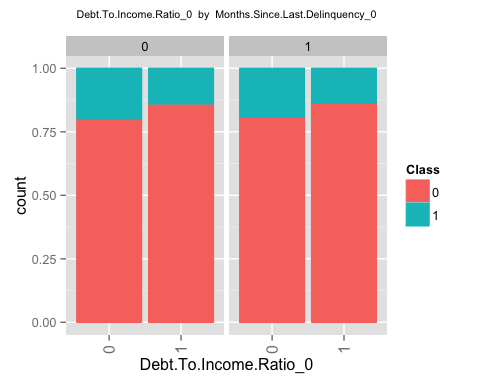 Debt.To.Income.Ratio_0 by Months.Since.Last.Delinquency_0
0 1
1.00
0.75
0.50
0.25
0.00
count
0 1 0 1
Debt.To.Income.Ratio_0
Class
0
1